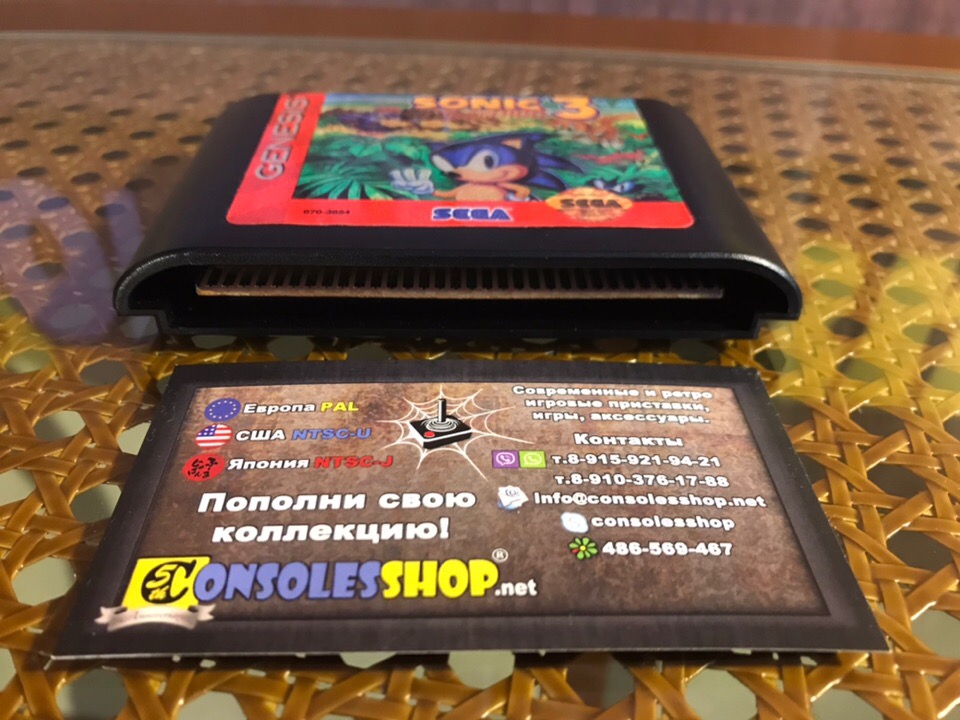 GENESIS
SONIC 3
670-3684
SEGA
SEGA
Европа PAL
США NTSC-U
Япония NTSC-J
Пополни свою
коллекцию!
CONSOLESSHOP®.net
Современные и ретро
игровые приставки,
игры, аксессуары.
Контакты
т.8-915-921-94-21
т.8-910-376-17-88
info@consolesshop.net
consolesshop
486-569-467